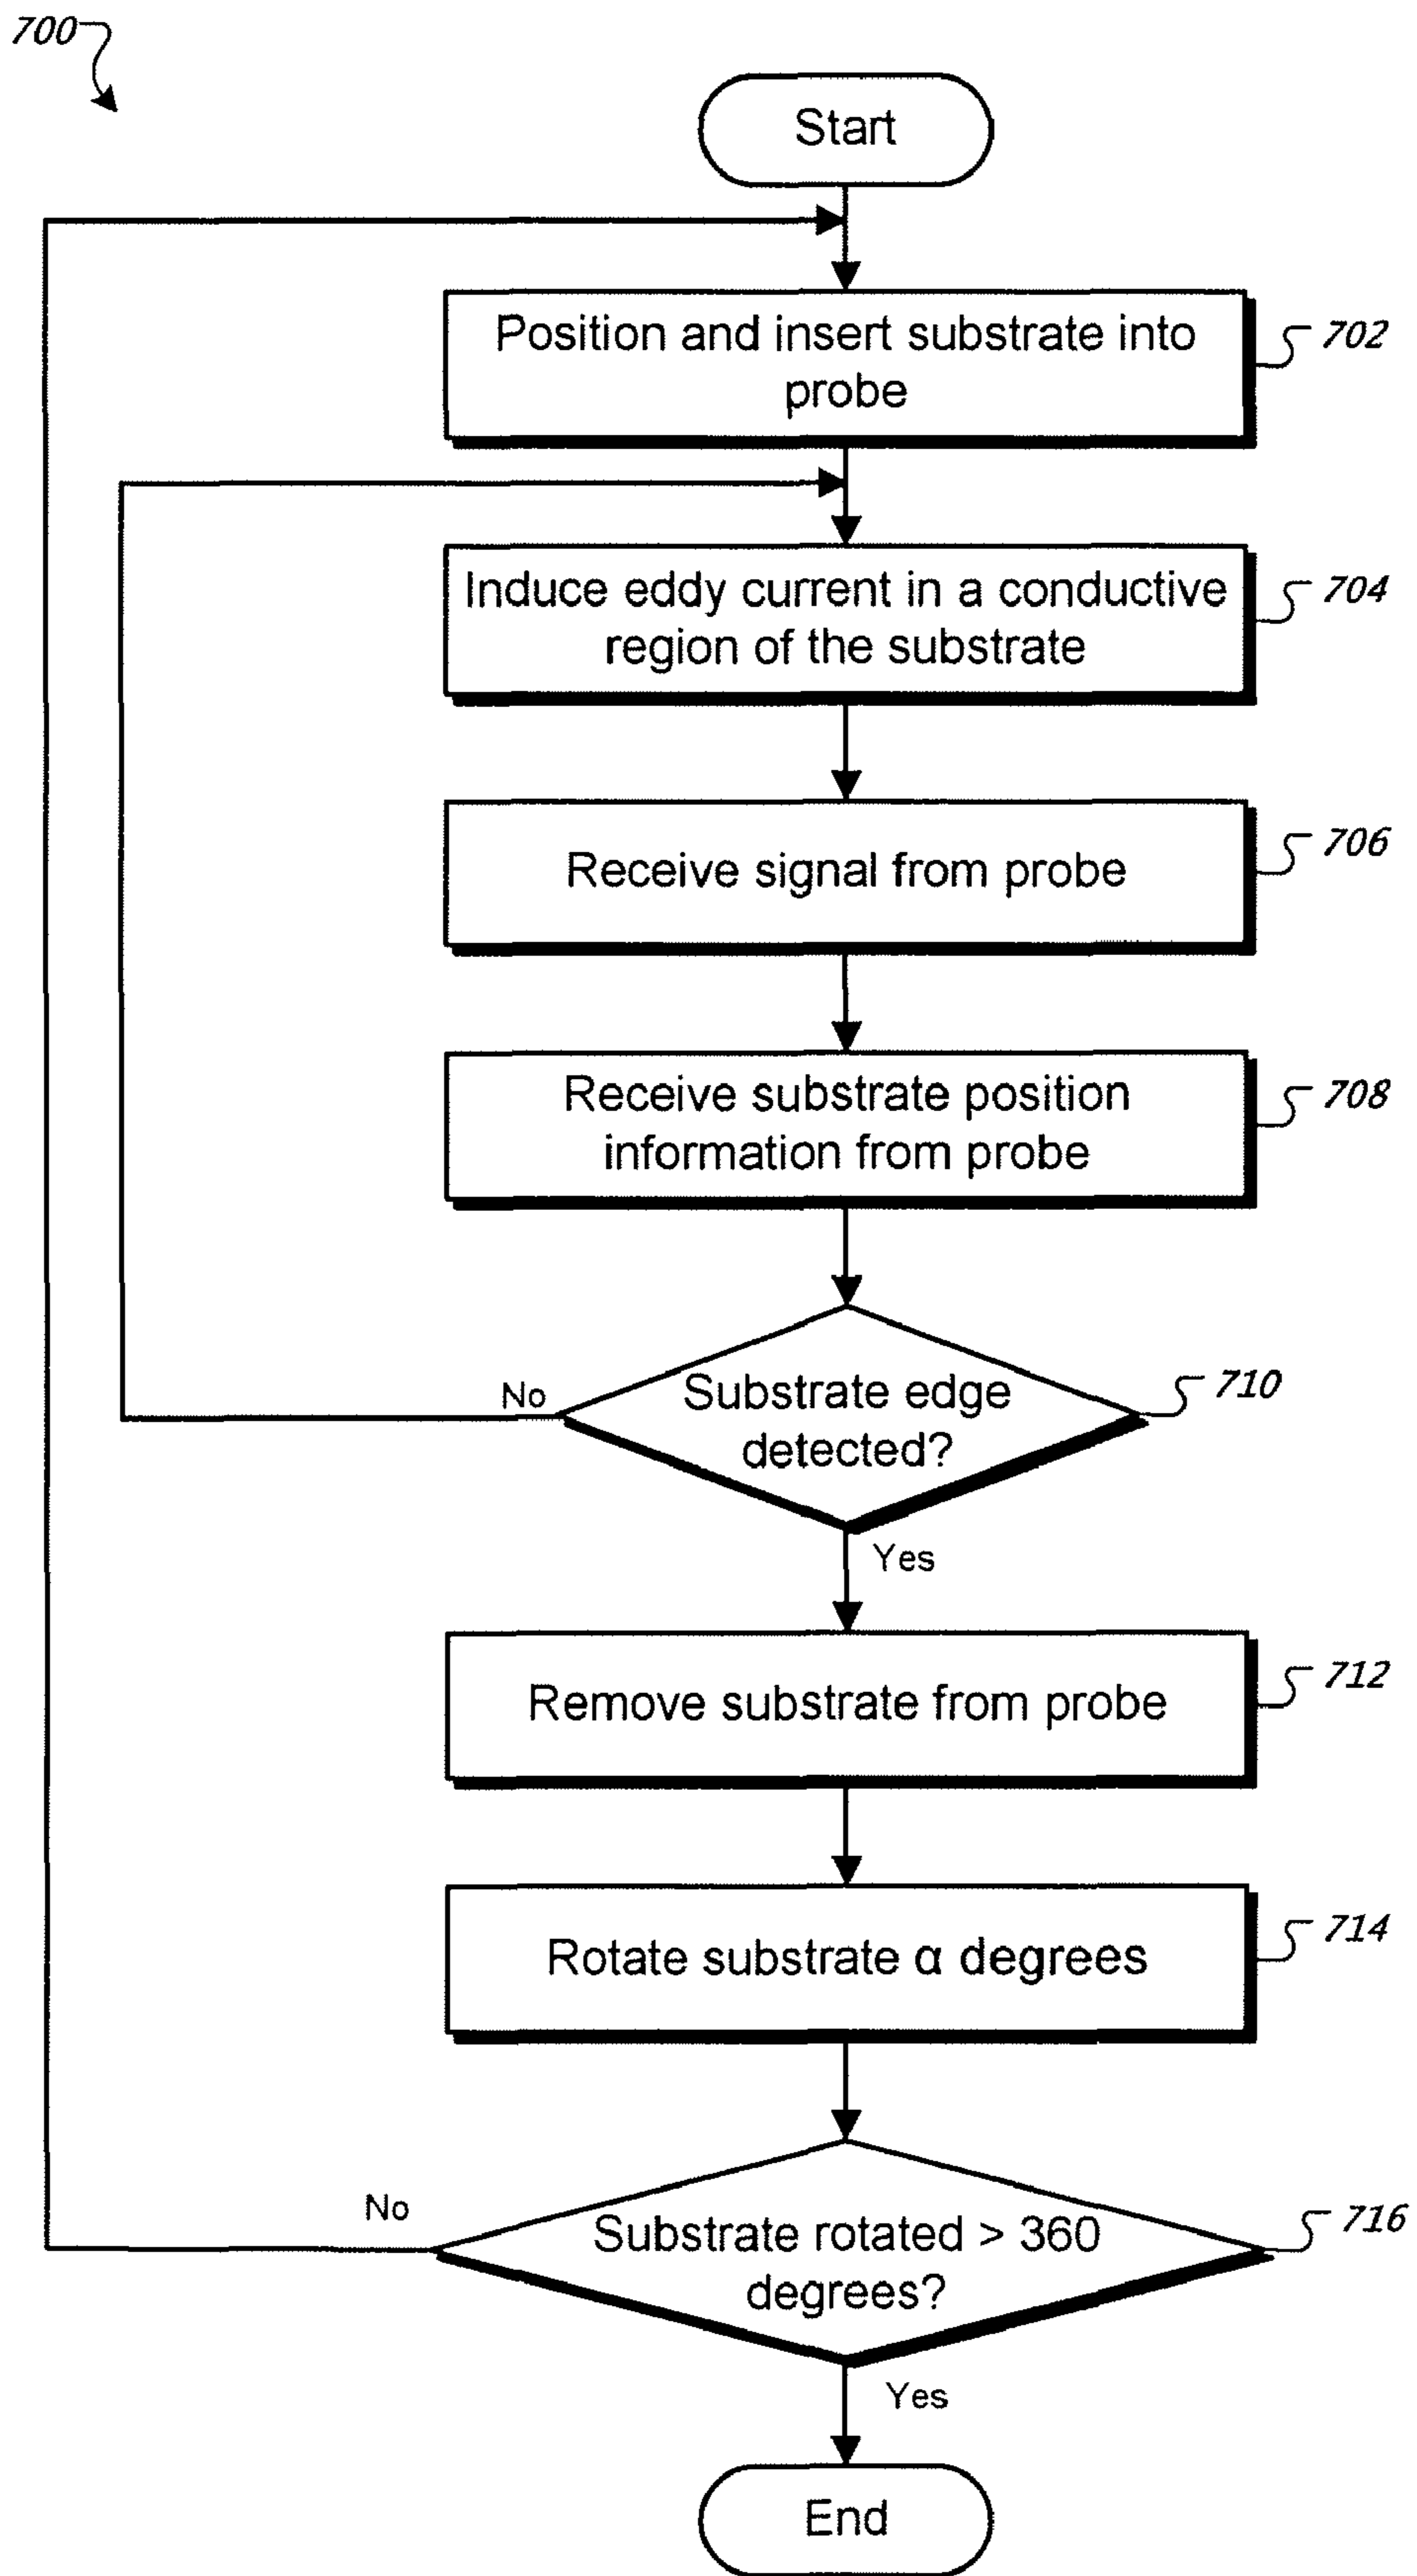 700
Start
Position and insert substrate into
probe
702
Induce eddy current in a conductive
region of the substrate
704
Receive signal from probe
706
Receive substrate position
information from probe
708
No
Substrate edge
detected?
710
Yes
Remove substrate from probe
712
Rotate substrate α degrees
714
No
Substrate rotated > 360
degrees?
716
Yes
End